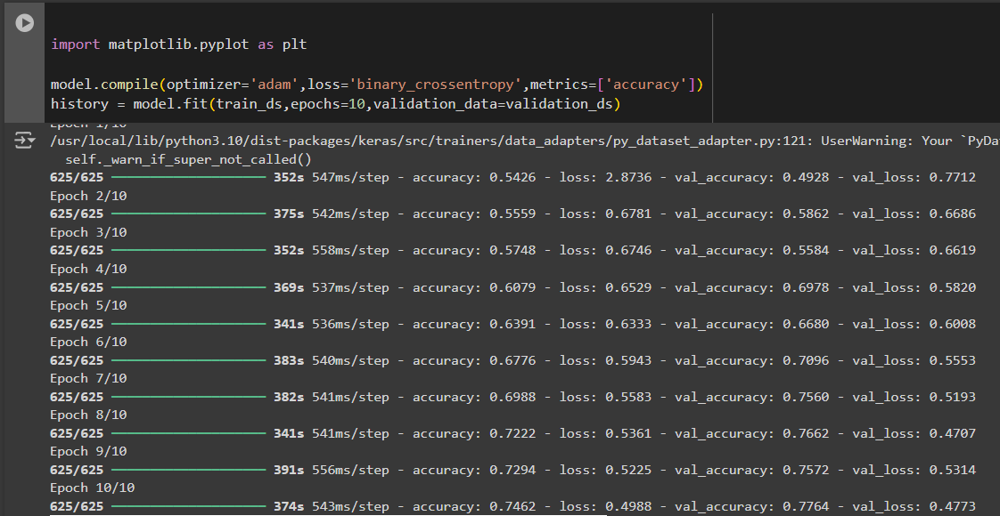 import matplotlib.pyplot as plt
model.compile(optimizer='adam',loss='binary_crossentropy',metrics=['accuracy'])
history = model.fit(train_ds,epochs=10,validation_data=validation_ds)
Epoch 1/10
/usr/local/lib/python3.10/dist-packages/keras/src/trainers/data_adapters/py_dataset_adapter.py:121: UserWarning: Your `PyDa
self._warn_if_super_not_called()
625/625 ━━━━━━━━━━━━━━━━━━━━ 352s 547ms/step - accuracy: 0.5426 - loss: 2.8736 - val_accuracy: 0.4928 - val_loss: 0.7712
Epoch 2/10
625/625 ━━━━━━━━━━━━━━━━━━━━ 375s 542ms/step - accuracy: 0.5559 - loss: 0.6781 - val_accuracy: 0.5862 - val_loss: 0.6686
Epoch 3/10
625/625 ━━━━━━━━━━━━━━━━━━━━ 352s 558ms/step - accuracy: 0.5748 - loss: 0.6746 - val_accuracy: 0.5584 - val_loss: 0.6619
Epoch 4/10
625/625 ━━━━━━━━━━━━━━━━━━━━ 369s 537ms/step - accuracy: 0.6079 - loss: 0.6529 - val_accuracy: 0.6978 - val_loss: 0.5820
Epoch 5/10
625/625 ━━━━━━━━━━━━━━━━━━━━ 341s 536ms/step - accuracy: 0.6391 - loss: 0.6333 - val_accuracy: 0.6680 - val_loss: 0.6008
Epoch 6/10
625/625 ━━━━━━━━━━━━━━━━━━━━ 383s 540ms/step - accuracy: 0.6776 - loss: 0.5943 - val_accuracy: 0.7096 - val_loss: 0.5553
Epoch 7/10
625/625 ━━━━━━━━━━━━━━━━━━━━ 382s 541ms/step - accuracy: 0.6988 - loss: 0.5583 - val_accuracy: 0.7560 - val_loss: 0.5193
Epoch 8/10
625/625 ━━━━━━━━━━━━━━━━━━━━ 341s 541ms/step - accuracy: 0.7222 - loss: 0.5361 - val_accuracy: 0.7662 - val_loss: 0.4707
Epoch 9/10
625/625 ━━━━━━━━━━━━━━━━━━━━ 391s 556ms/step - accuracy: 0.7294 - loss: 0.5225 - val_accuracy: 0.7572 - val_loss: 0.5314
Epoch 10/10
625/625 ━━━━━━━━━━━━━━━━━━━━ 374s 543ms/step - accuracy: 0.7462 - loss: 0.4988 - val_accuracy: 0.7764 - val_loss: 0.4773